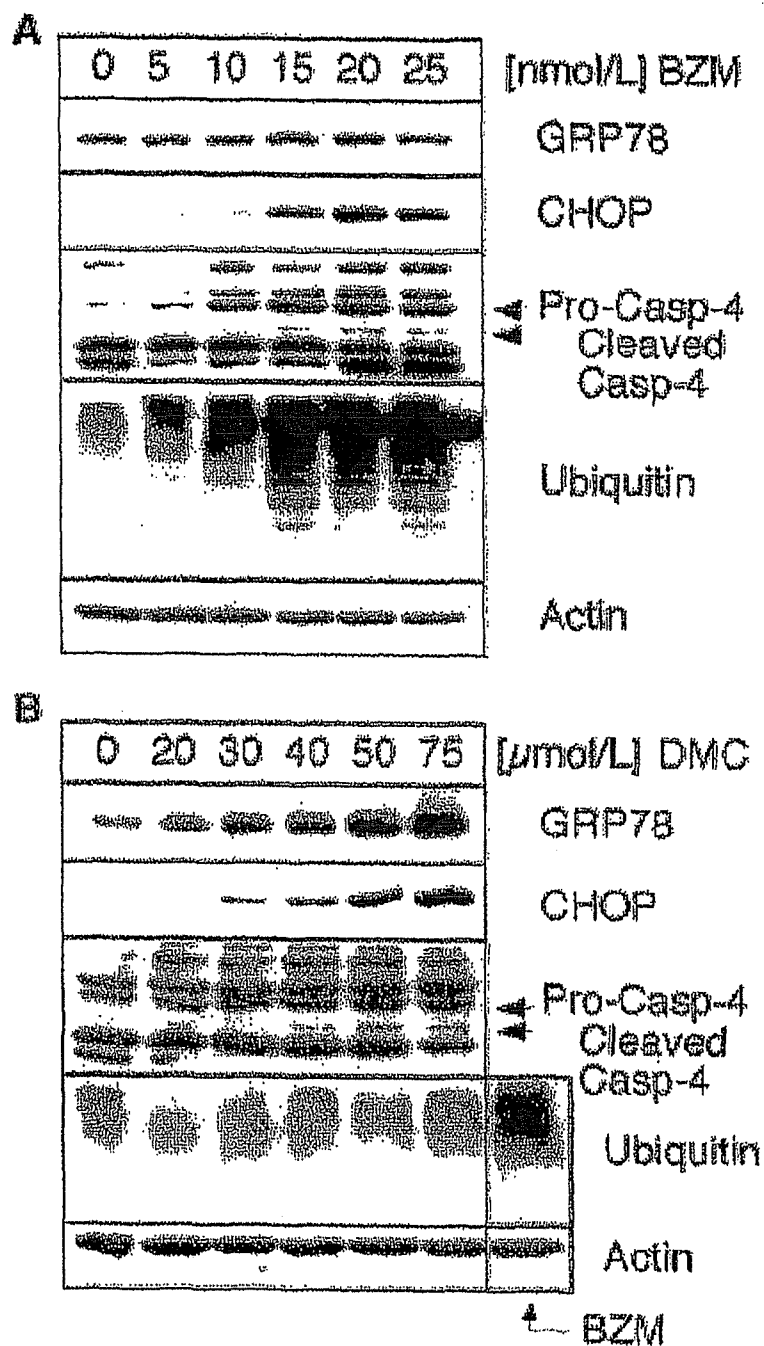 A
0 5 10 15 20 25 [nmol/L] BZM
GRP78
CHOP
Pro-Casp-4
Cleaved
Casp-4
Ubiquitin
Actin
B
0 20 30 40 50 75 [μmol/L] DMC
GRP78
CHOP
Pro-Casp-4
Cleaved
Casp-4
Ubiquitin
Actin
BZM